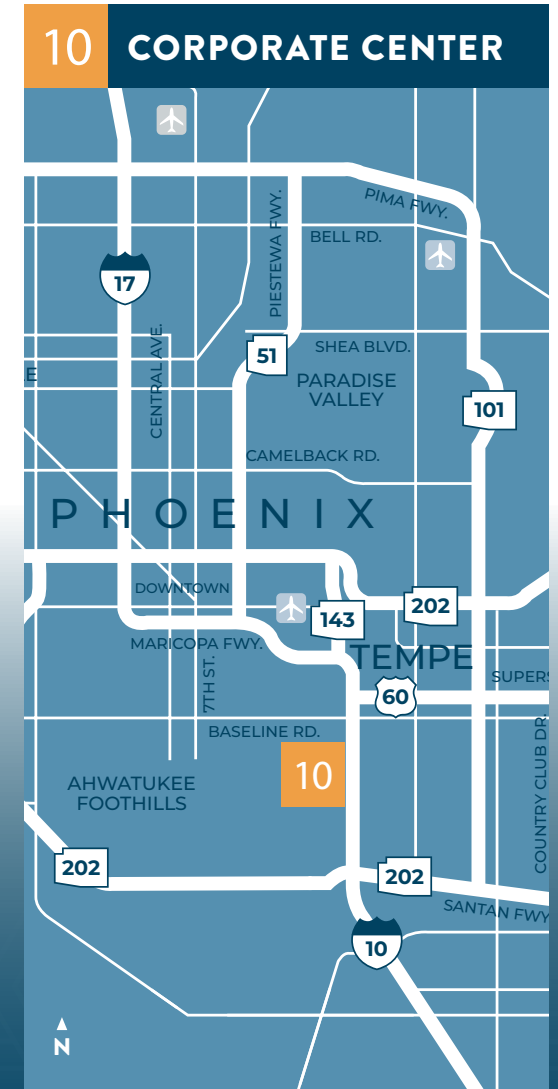 10 CORPORATE CENTER
PIMA FWY.
PIESTEWA FWY.
BELL RD.
17
CENTRAL AVE.
51
SHEA BLVD.
E
PARADISE
VALLEY
101
CAMELBACK RD.
PHOENIX
DOWNTOWN
143
202
MARICOPA FWY.
TEMPE
7TH ST.
SUPERS
60
BASELINE RD.
COUNTRY CLUB DR.
10
AHWATUKEE
FOOTHILLS
202
202
SANTAN FWY
10
N